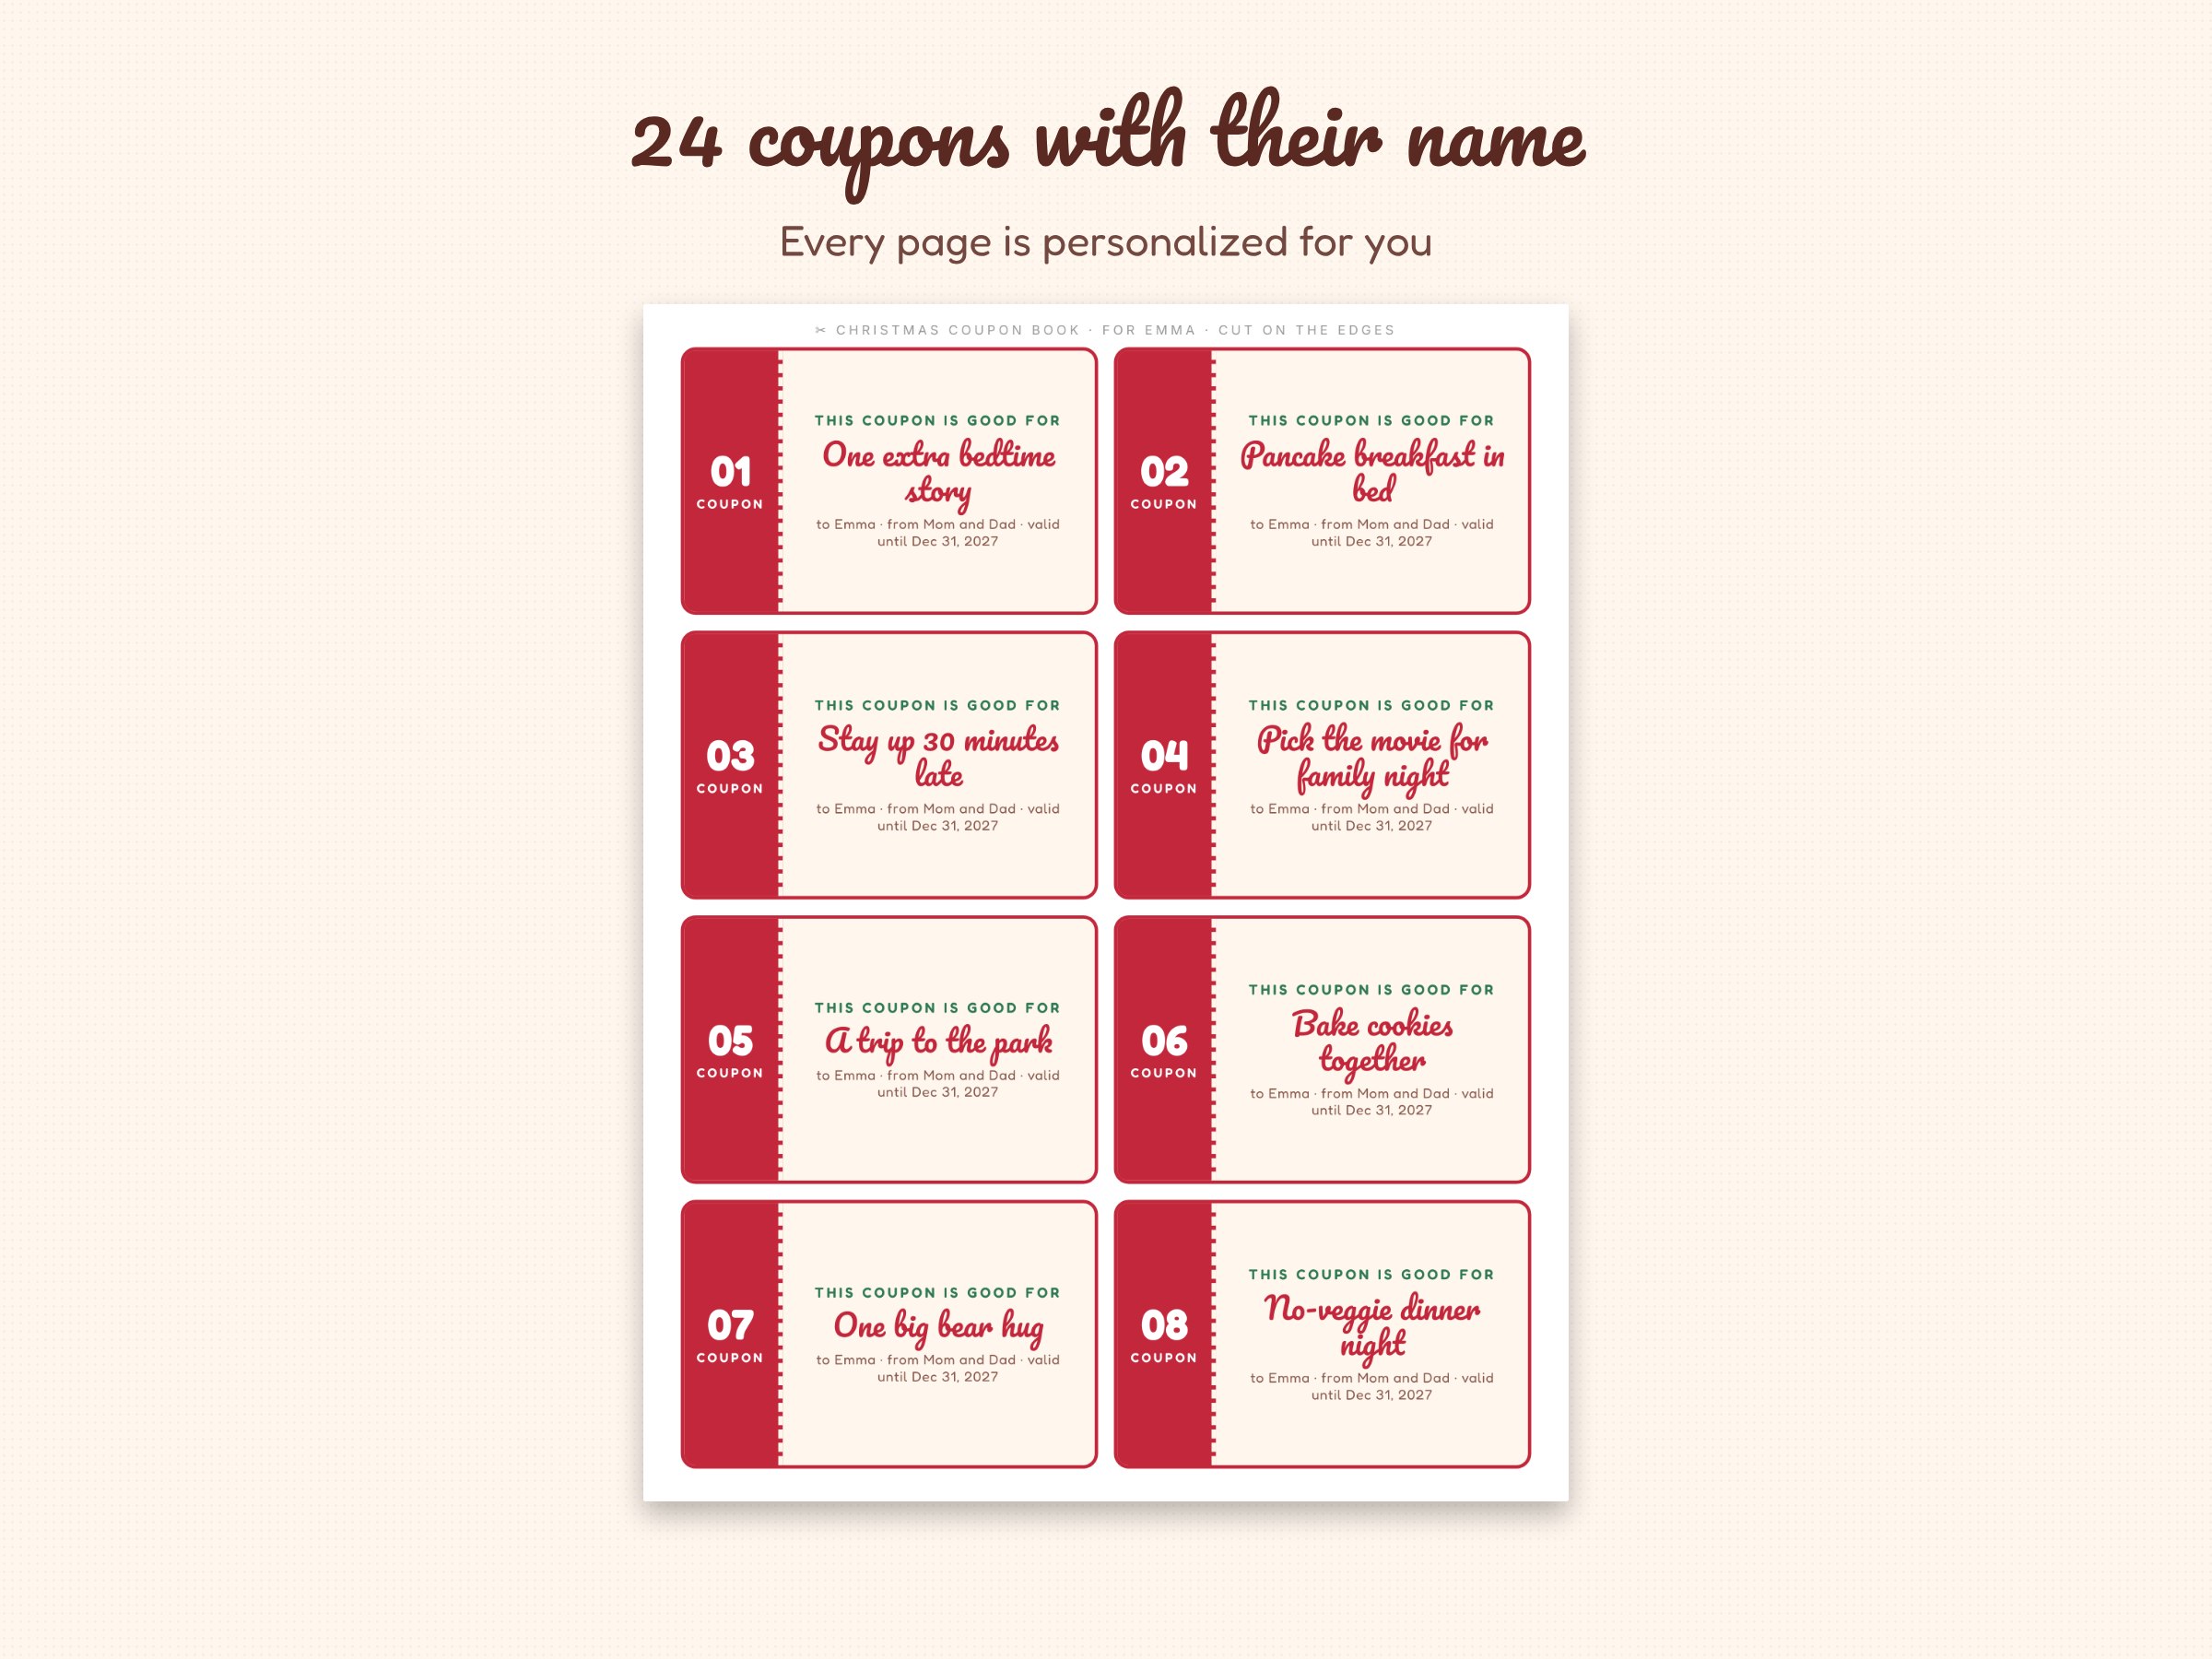 24 coupons with their name
Every page is personalized for you
✂ CHRISTMAS COUPON BOOK · FOR EMMA · CUT ON THE EDGES
01
COUPON
THIS COUPON IS GOOD FOR
One extra bedtime
story
to Emma · from Mom and Dad · valid
until Dec 31, 2027
02
COUPON
THIS COUPON IS GOOD FOR
Pancake breakfast in
bed
to Emma · from Mom and Dad · valid
until Dec 31, 2027
03
COUPON
THIS COUPON IS GOOD FOR
Stay up 30 minutes
late
to Emma · from Mom and Dad · valid
until Dec 31, 2027
04
COUPON
THIS COUPON IS GOOD FOR
Pick the movie for
family night
to Emma · from Mom and Dad · valid
until Dec 31, 2027
05
COUPON
THIS COUPON IS GOOD FOR
A trip to the park
to Emma · from Mom and Dad · valid
until Dec 31, 2027
06
COUPON
THIS COUPON IS GOOD FOR
Bake cookies
together
to Emma · from Mom and Dad · valid
until Dec 31, 2027
07
COUPON
THIS COUPON IS GOOD FOR
One big bear hug
to Emma · from Mom and Dad · valid
until Dec 31, 2027
08
COUPON
THIS COUPON IS GOOD FOR
No-veggie dinner
night
to Emma · from Mom and Dad · valid
until Dec 31, 2027